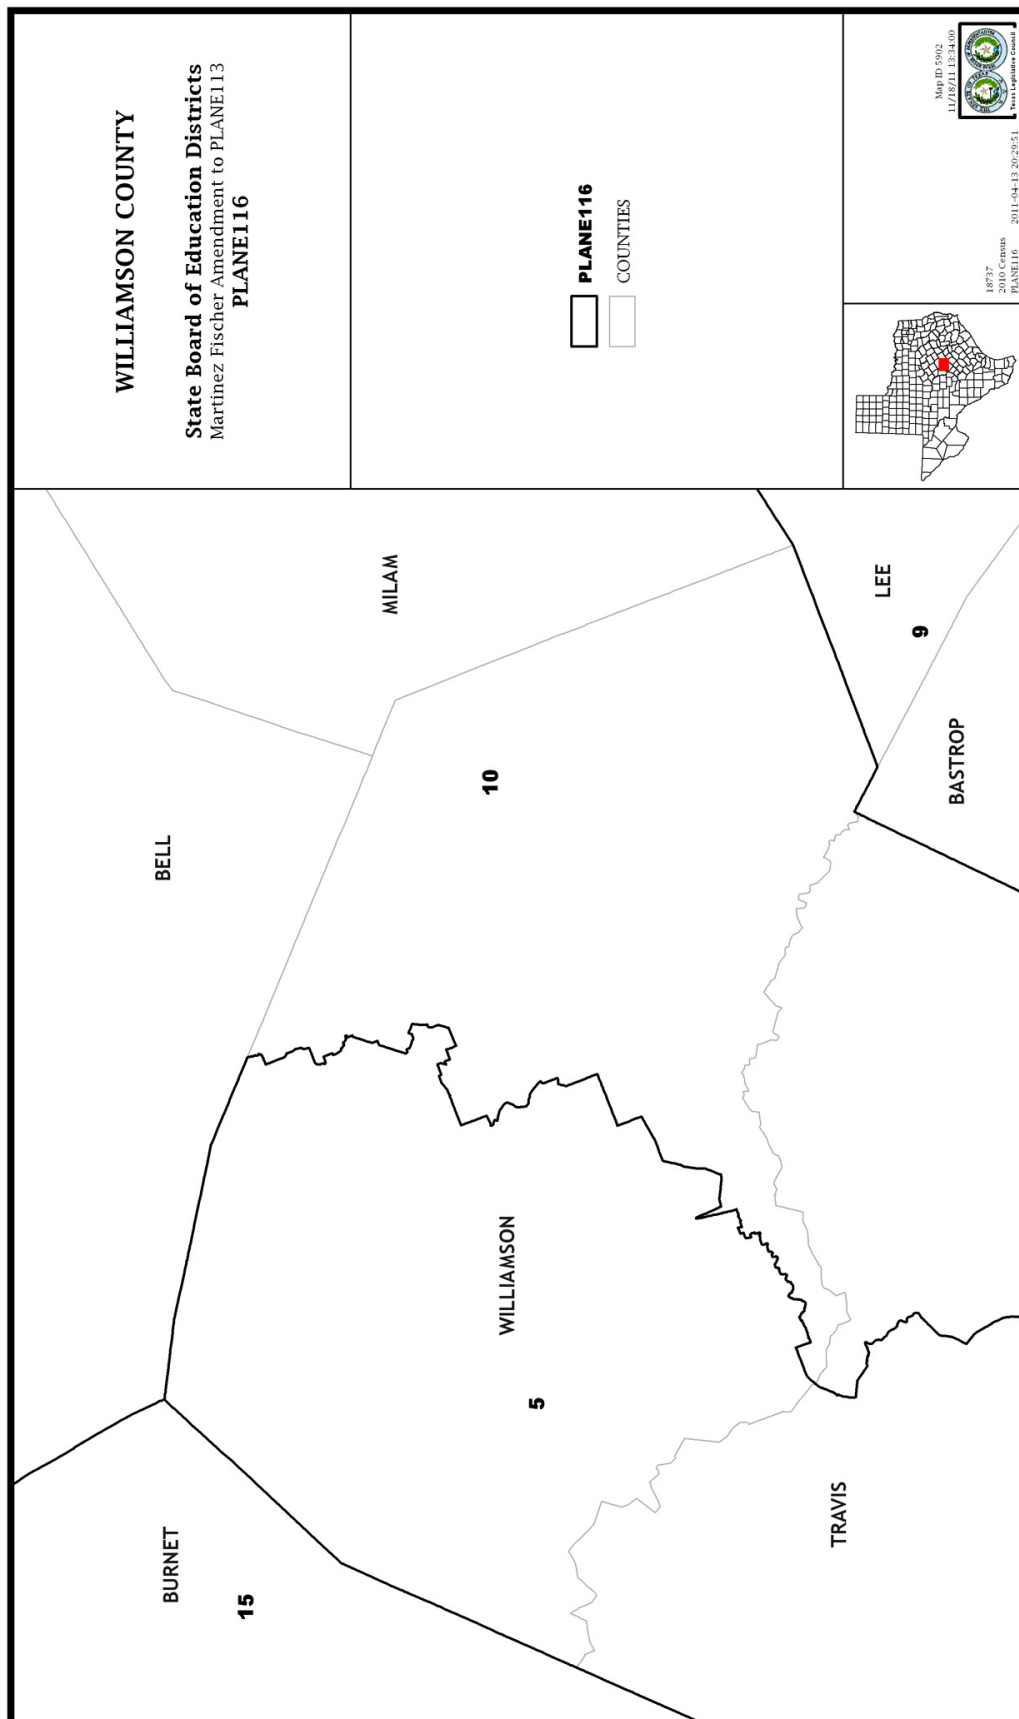 WILLIAMSON COUNTY
State Board of Education Districts
Martinez Fischer Amendment to PLANE113
PLANE116
PLANE116
COUNTIES
Map ID 5902
11/18/11 13:34:00
Texas Legislative Council
18737
2010 Census
PLANE116 2011-04-13 20:29:51
BURNET
15
BELL
MILAM
10
WILLIAMSON
5
TRAVIS
LEE
9
BASTROP